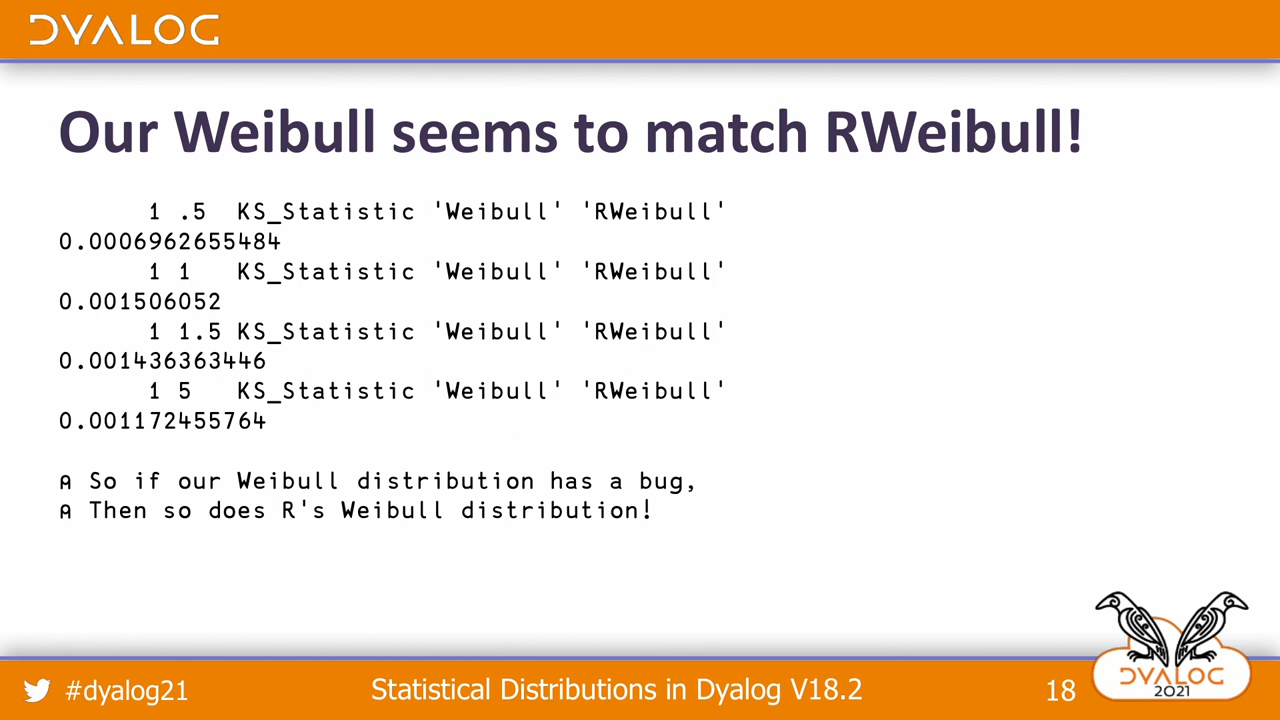 DYALOG
Our Weibull seems to match RWeibull!
      1 .5  KS_Statistic 'Weibull' 'RWeibull'
0.0006962655484
      1 1   KS_Statistic 'Weibull' 'RWeibull'
0.001506052
      1 1.5 KS_Statistic 'Weibull' 'RWeibull'
0.001436363446
      1 5   KS_Statistic 'Weibull' 'RWeibull'
0.001172455764
⍝ So if our Weibull distribution has a bug,
⍝ Then so does R's Weibull distribution!
#dyalog21
Statistical Distributions in Dyalog V18.2
18
DYALOG
2021